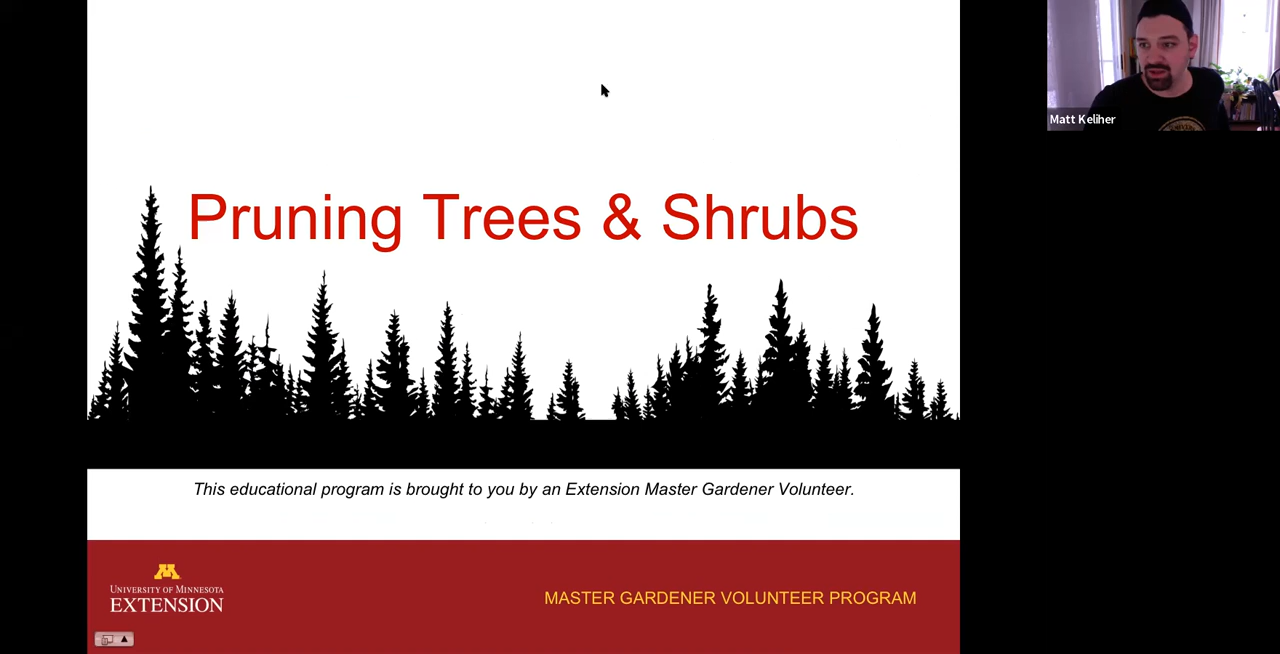 Matt Keliher
Pruning Trees & Shrubs
This educational program is brought to you by an Extension Master Gardener Volunteer.
UNIVERSITY OF MINNESOTA
EXTENSION
MASTER GARDENER VOLUNTEER PROGRAM